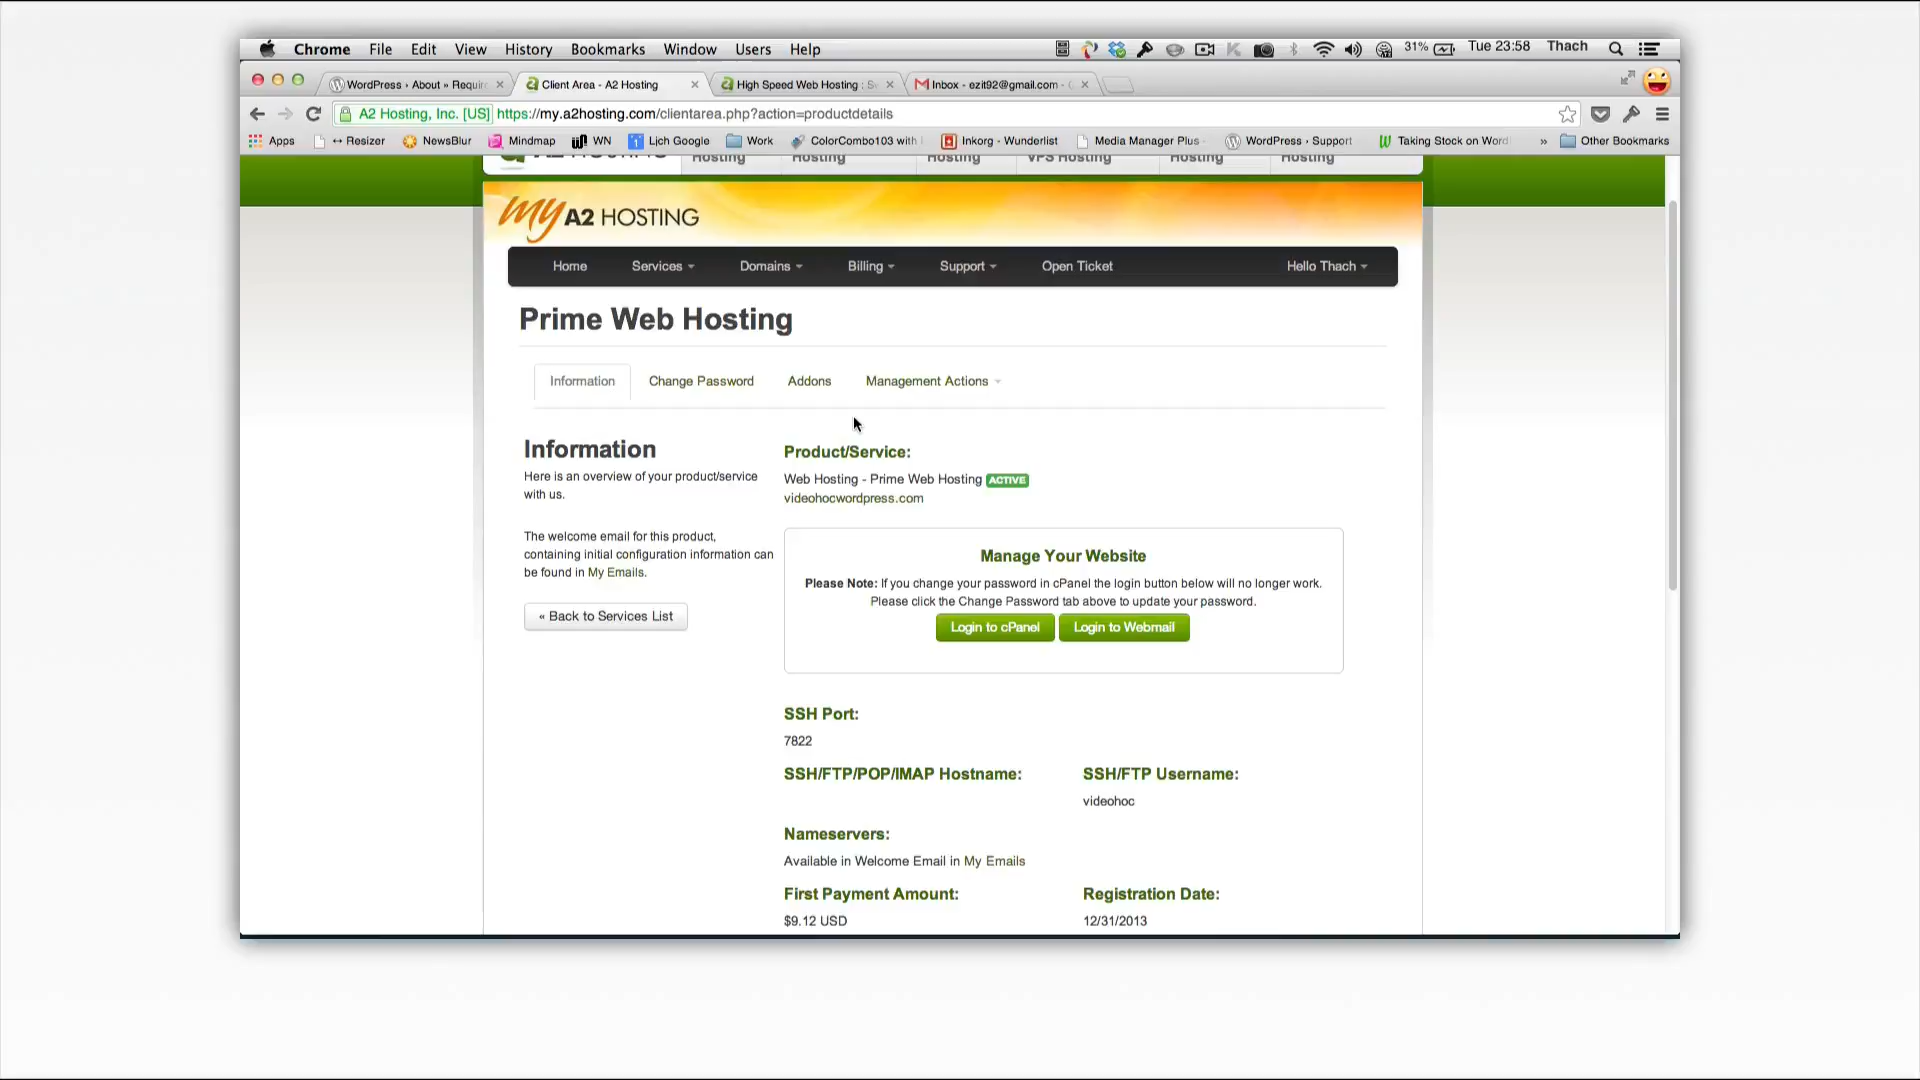 Chrome File Edit View History Bookmarks Window Users Help 31% Tue 23:58 Thach
WordPress › About » Requir Client Area - A2 Hosting High Speed Web Hosting : S Inbox - ezit92@gmail.com -
A2 Hosting, Inc. [US] https://my.a2hosting.com/clientarea.php?action=productdetails
Apps ↔ Resizer NewsBlur Mindmap WN Lịch Google Work ColorCombo103 with Inkorg - Wunderlist Media Manager Plus WordPress › Support Taking Stock on Word » Other Bookmarks
A2 HOSTING Hosting Hosting Hosting VPS Hosting Hosting Hosting
my A2 HOSTING
Home Services Domains Billing Support Open Ticket Hello Thach
Prime Web Hosting
Information Change Password Addons Management Actions
Information
Here is an overview of your product/service
with us.
The welcome email for this product,
containing initial configuration information can
be found in My Emails.
« Back to Services List
Product/Service:
Web Hosting - Prime Web Hosting ACTIVE
videohocwordpress.com
Manage Your Website
Please Note: If you change your password in cPanel the login button below will no longer work.
Please click the Change Password tab above to update your password.
Login to cPanel Login to Webmail
SSH Port:
7822
SSH/FTP/POP/IMAP Hostname: SSH/FTP Username:
videohoc
Nameservers:
Available in Welcome Email in My Emails
First Payment Amount: Registration Date:
$9.12 USD 12/31/2013